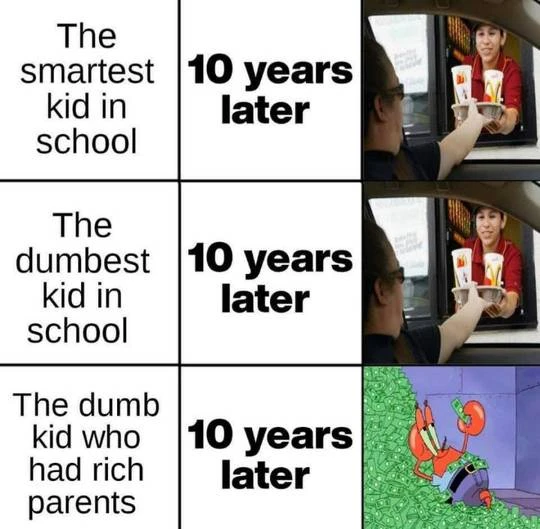 The
smartest
kid in
school
10 years
later
The
dumbest
kid in
school
10 years
later
The dumb
kid who
had rich
parents
10 years
later